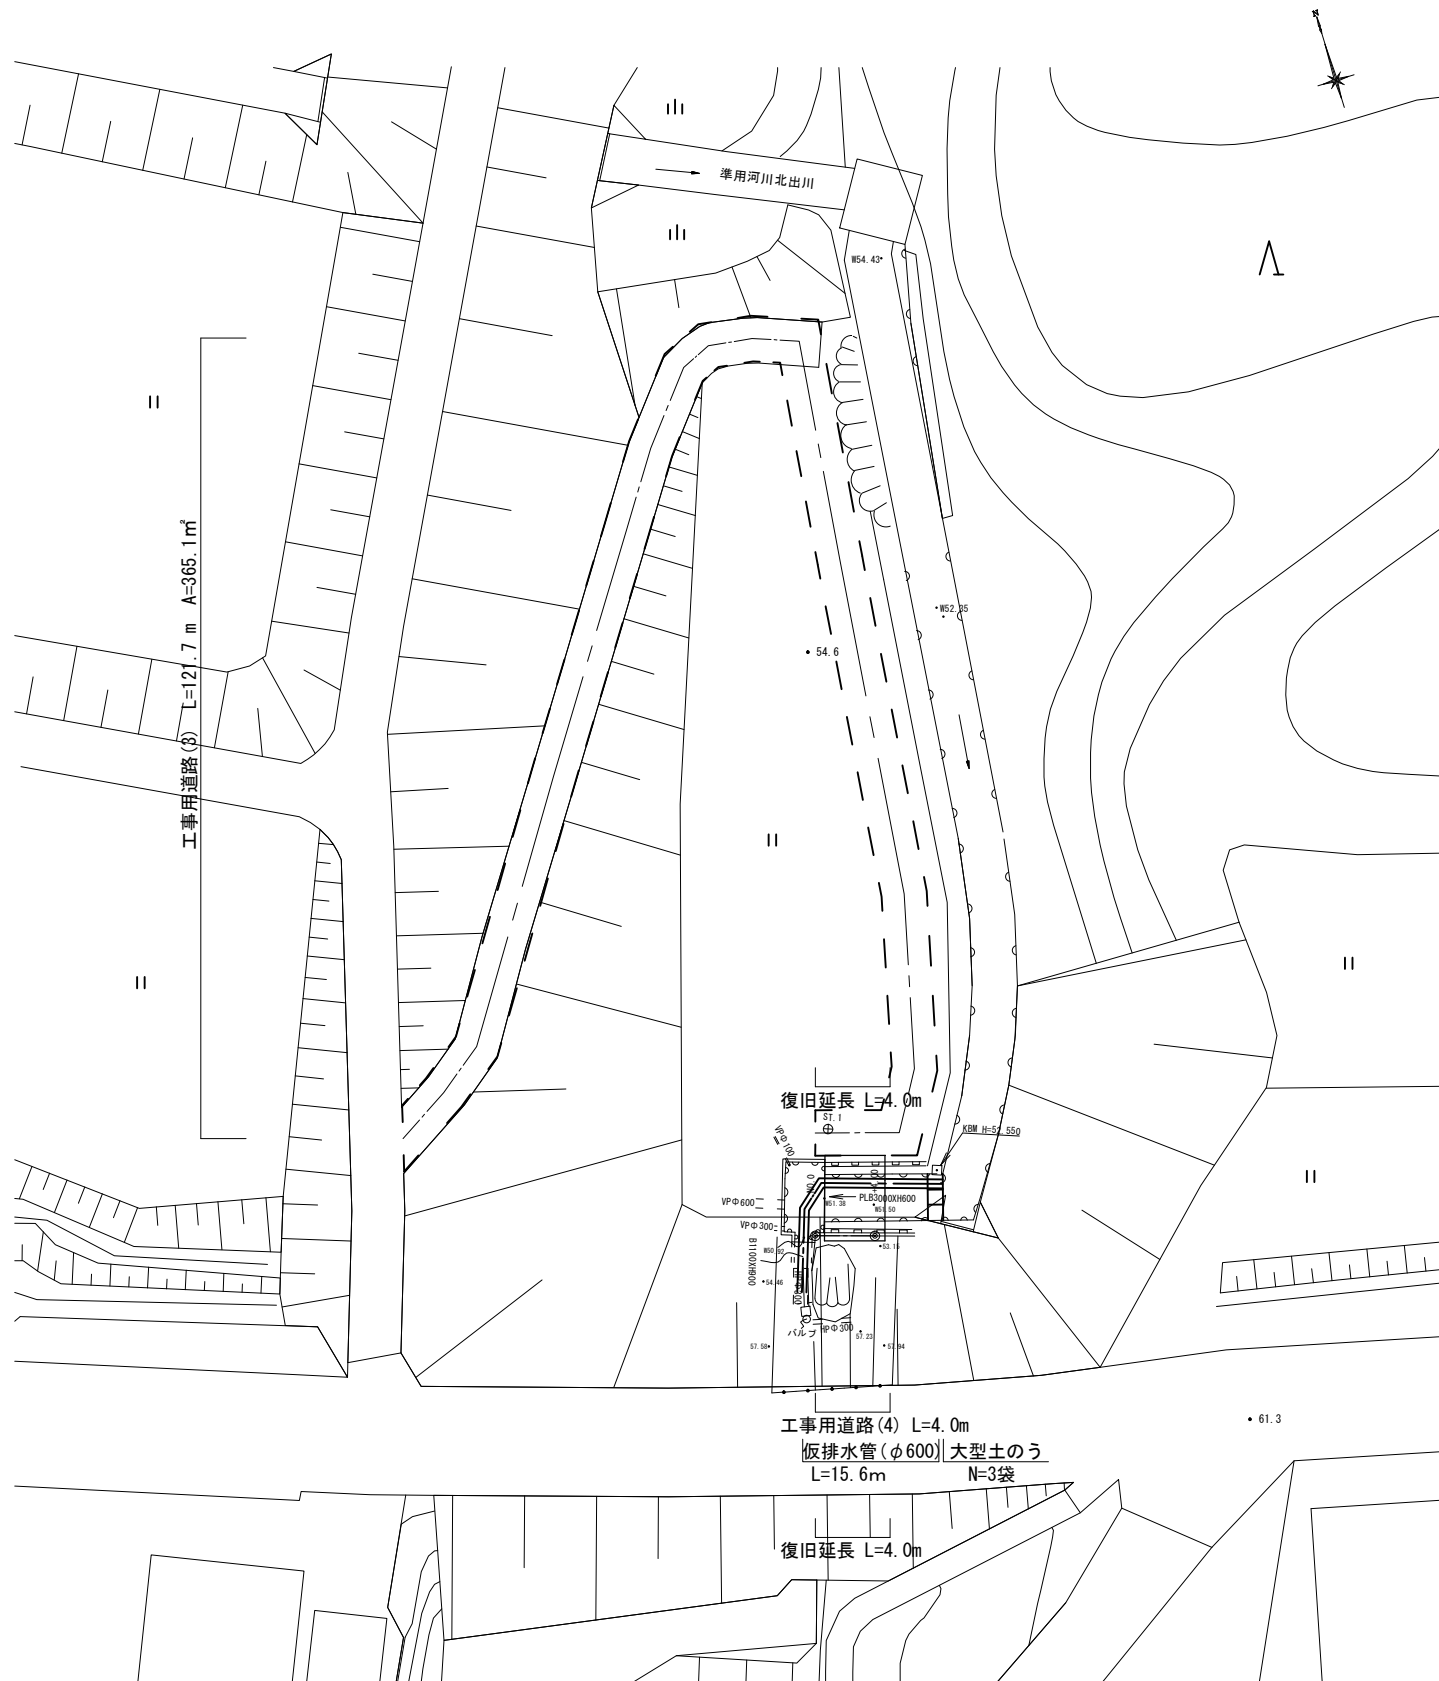 N
準用河川北出川
W54.43
工事用道路(3) L=121.7 m A=365.1㎡
W52.35
54.6
復旧延長 L=4.0m
ST.1
KBM H=52.550
VPΦ100
VPΦ600
PLB3000XH600
W51.38
W51.50
VPΦ300
W50.92
53.15
B1100XH900
54.46
バルブ
HPΦ300
57.23
57.58
57.94
工事用道路(4) L=4.0m
61.3
仮排水管(φ600) 大型土のう
L=15.6m N=3袋
復旧延長 L=4.0m